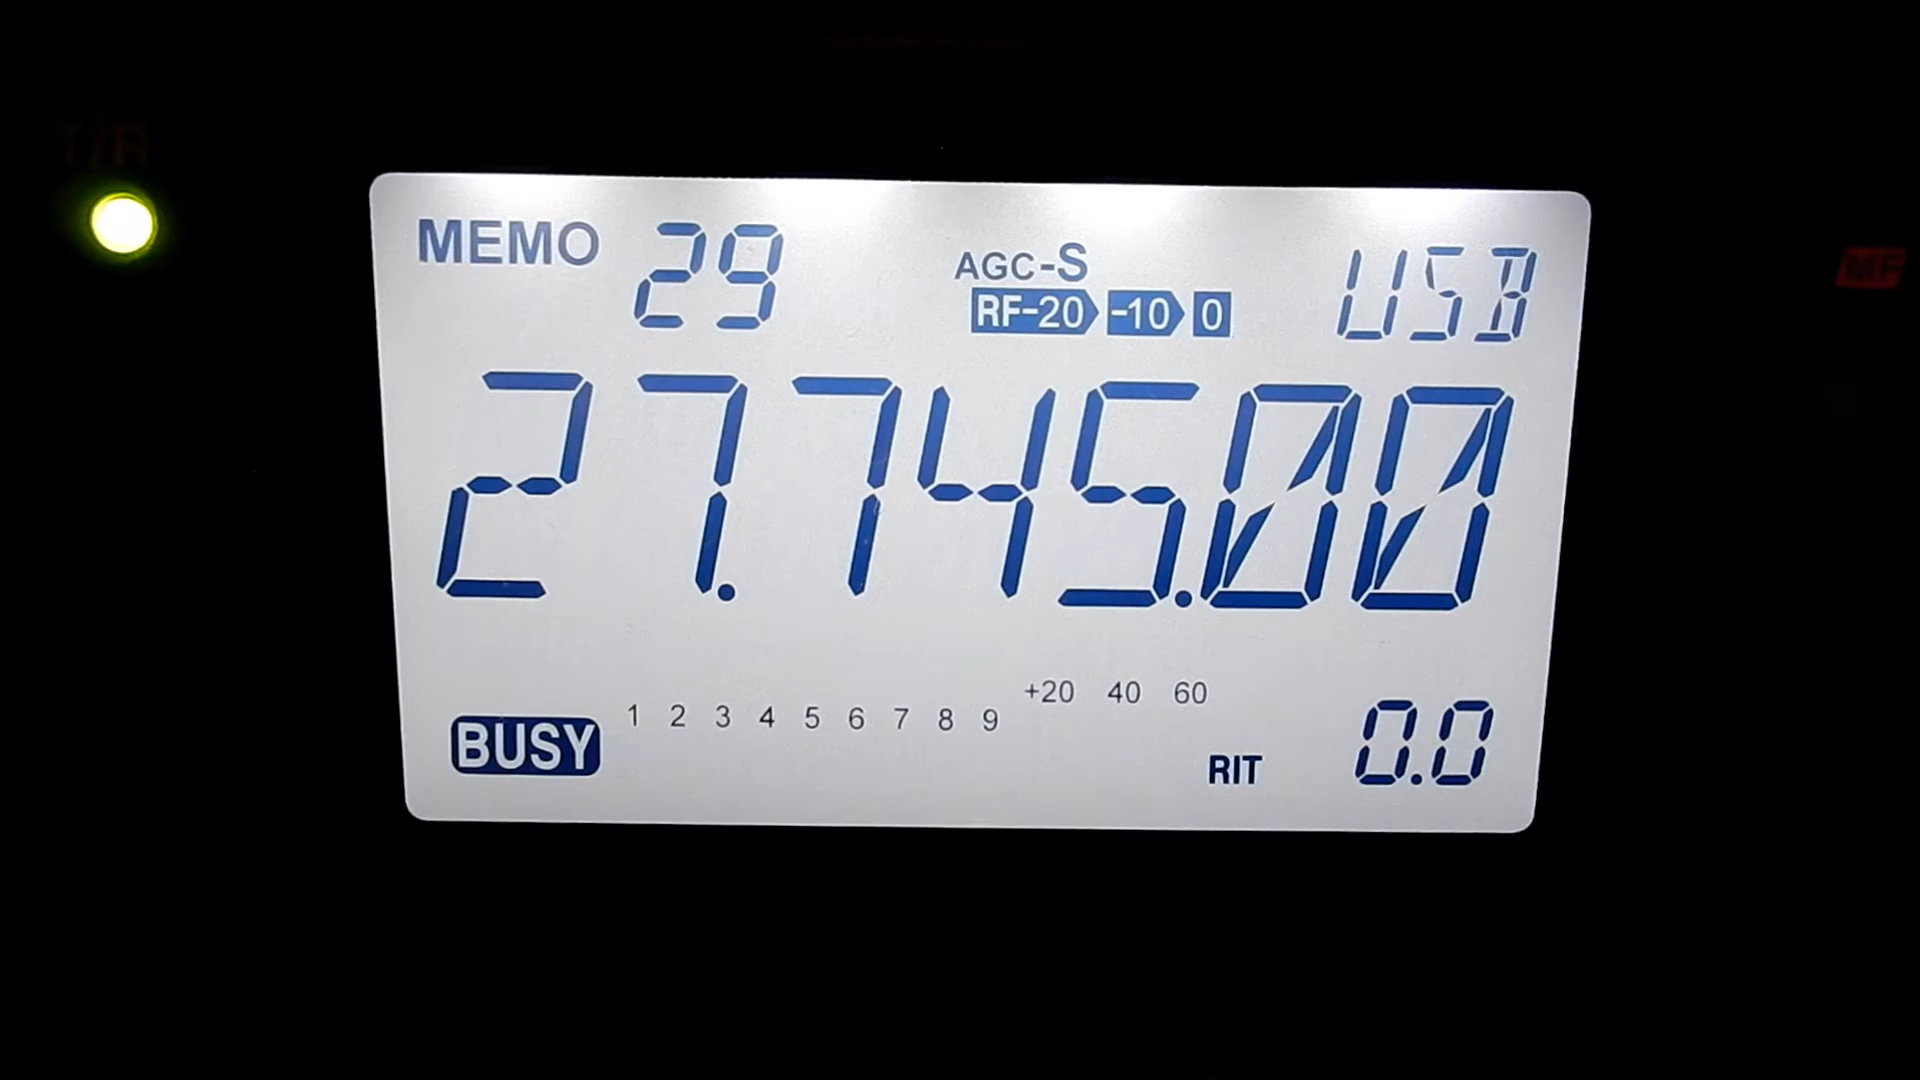 T/R
MEMO 29 AGC-S USB
RF-20 -10 0
MF
27.745.00
+20 40 60
1 2 3 4 5 6 7 8 9
BUSY RIT 0.0